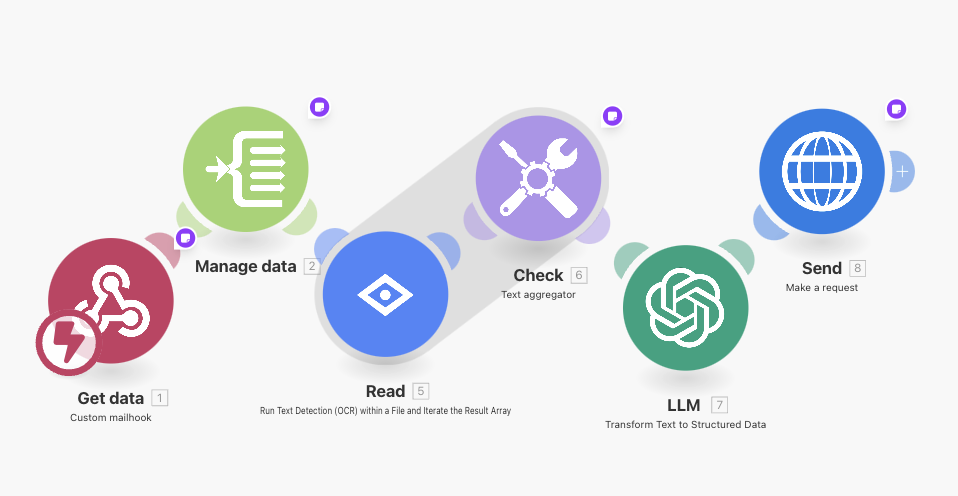 Get data 1
Custom mailhook
Manage data 2
Read 5
Run Text Detection (OCR) within a File and Iterate the Result Array
Check 6
Text aggregator
LLM 7
Transform Text to Structured Data
Send 8
Make a request